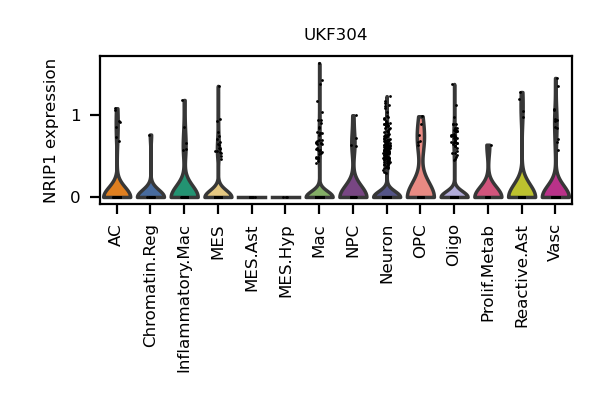 UKF304
NRIP1 expression
1
0
AC
Chromatin.Reg
Inflammatory.Mac
MES
MES.Ast
MES.Hyp
Mac
NPC
Neuron
OPC
Oligo
Prolif.Metab
Reactive.Ast
Vasc